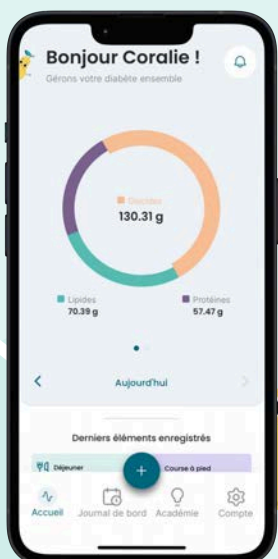 Bonjour Coralie !
Gérons votre diabète ensemble
Glucides
130.31 g
Lipides
70.39 g
Protéines
57.47 g
Aujourd'hui
Derniers éléments enregistrés
Déjeuner
Course à pied
+
Accueil
Journal de bord
Académie
Compte